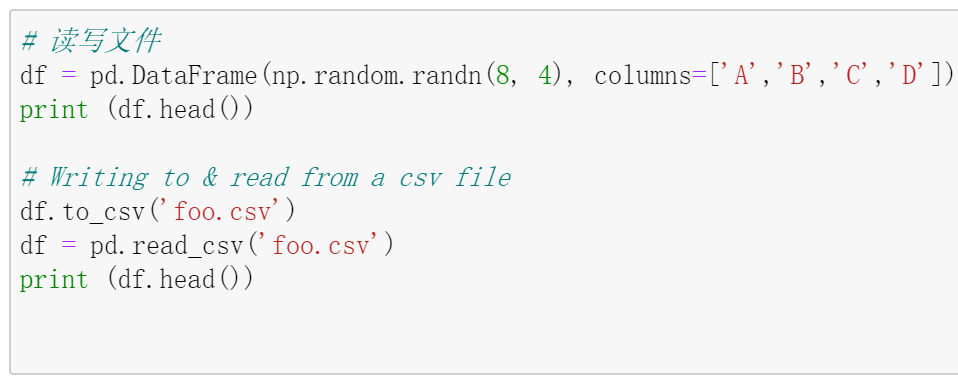 # 读写文件
df = pd.DataFrame(np.random.randn(8, 4), columns=['A','B','C','D'])
print (df.head())
# Writing to & read from a csv file
df.to_csv('foo.csv')
df = pd.read_csv('foo.csv')
print (df.head())